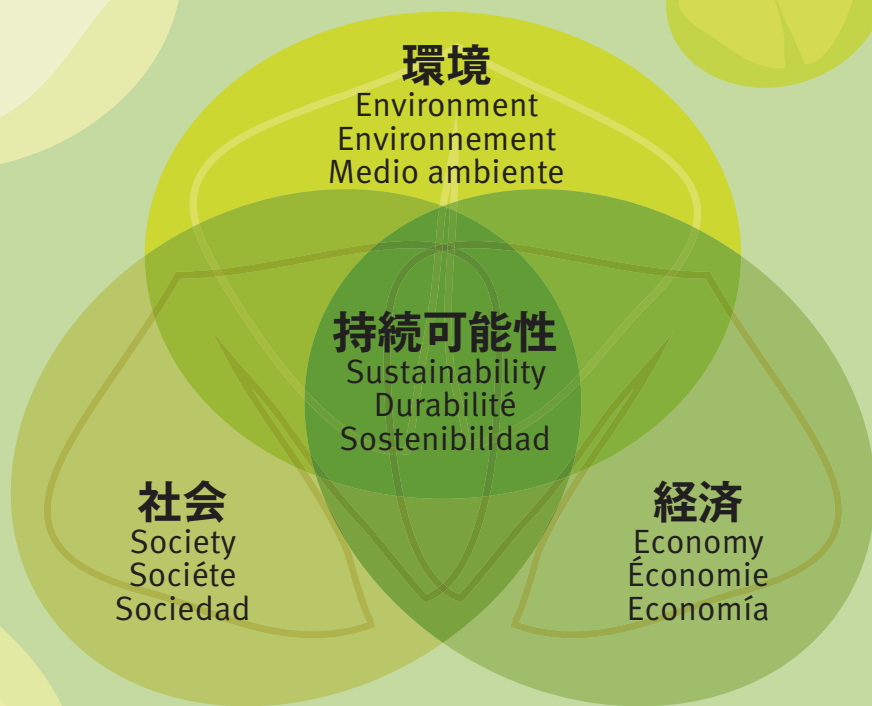 環境
Environment
Environnement
Medio ambiente
持続可能性
Sustainability
Durabilité
Sostenibilidad
社会
Society
Sociéte
Sociedad
経済
Economy
Économie
Economía